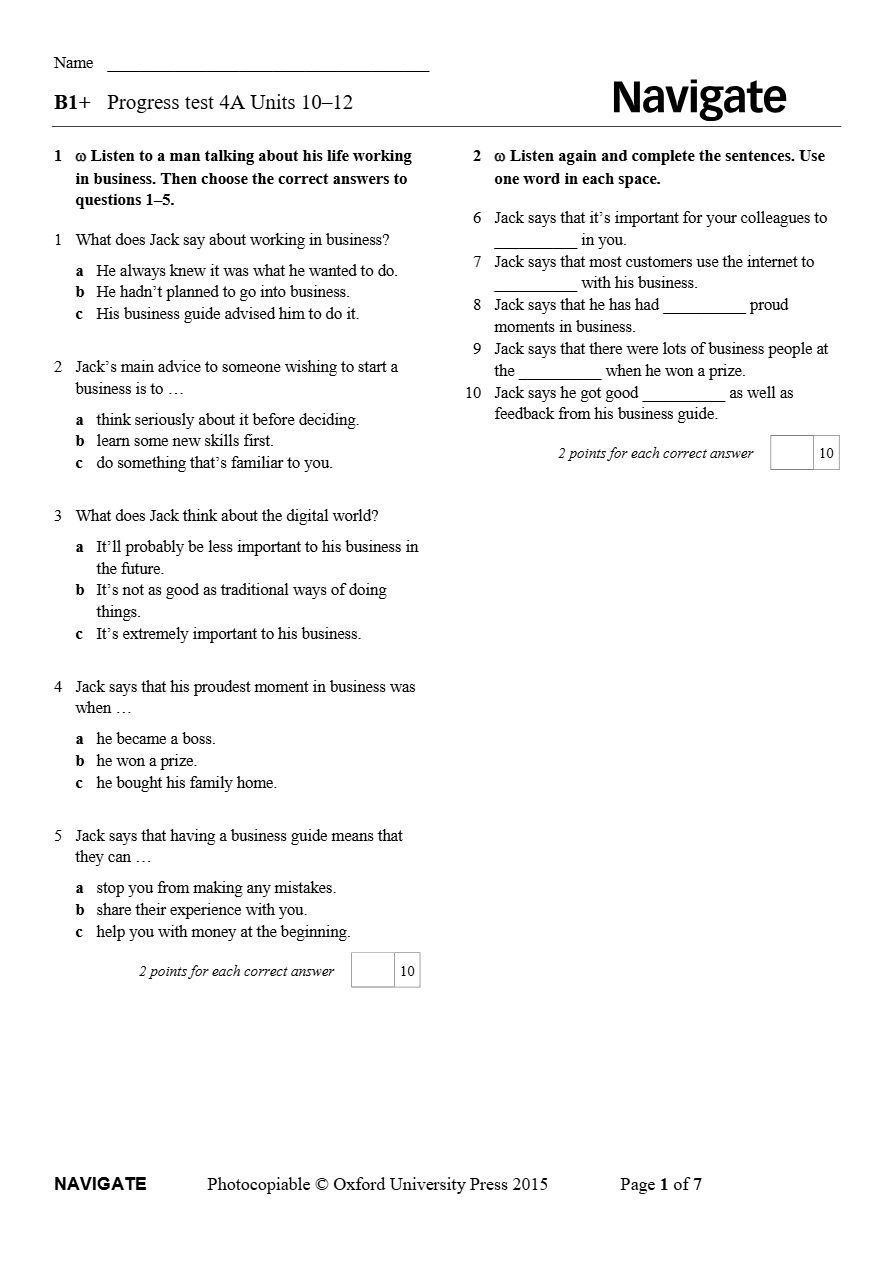 Name ___________________________________
B1+ Progress test 4A Units 10–12
Navigate
1 ω Listen to a man talking about his life working
in business. Then choose the correct answers to
questions 1–5.
1 What does Jack say about working in business?
a He always knew it was what he wanted to do.
b He hadn’t planned to go into business.
c His business guide advised him to do it.
2 Jack’s main advice to someone wishing to start a
business is to …
a think seriously about it before deciding.
b learn some new skills first.
c do something that’s familiar to you.
3 What does Jack think about the digital world?
a It’ll probably be less important to his business in
the future.
b It’s not as good as traditional ways of doing
things.
c It’s extremely important to his business.
4 Jack says that his proudest moment in business was
when …
a he became a boss.
b he won a prize.
c he bought his family home.
5 Jack says that having a business guide means that
they can …
a stop you from making any mistakes.
b share their experience with you.
c help you with money at the beginning.
2 points for each correct answer 10
2 ω Listen again and complete the sentences. Use
one word in each space.
6 Jack says that it’s important for your colleagues to
__________ in you.
7 Jack says that most customers use the internet to
__________ with his business.
8 Jack says that he has had __________ proud
moments in business.
9 Jack says that there were lots of business people at
the __________ when he won a prize.
10 Jack says he got good __________ as well as
feedback from his business guide.
2 points for each correct answer 10
NAVIGATE Photocopiable © Oxford University Press 2015 Page 1 of 7